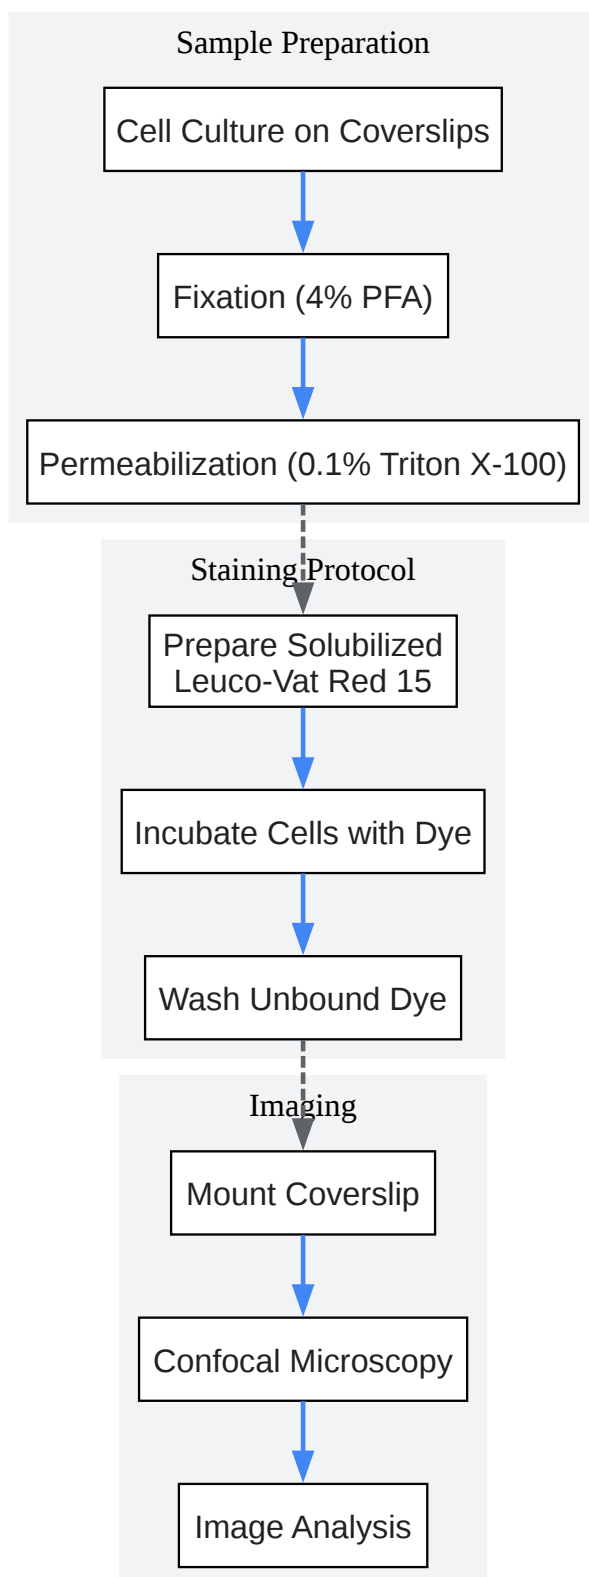 Sample Preparation
Cell Culture on Coverslips
Fixation (4% PFA)
Permeabilization (0.1% Triton X-100)
Staining Protocol
Prepare Solubilized
Leuco-Vat Red 15
Incubate Cells with Dye
Wash Unbound Dye
Imaging
Mount Coverslip
Confocal Microscopy
Image Analysis